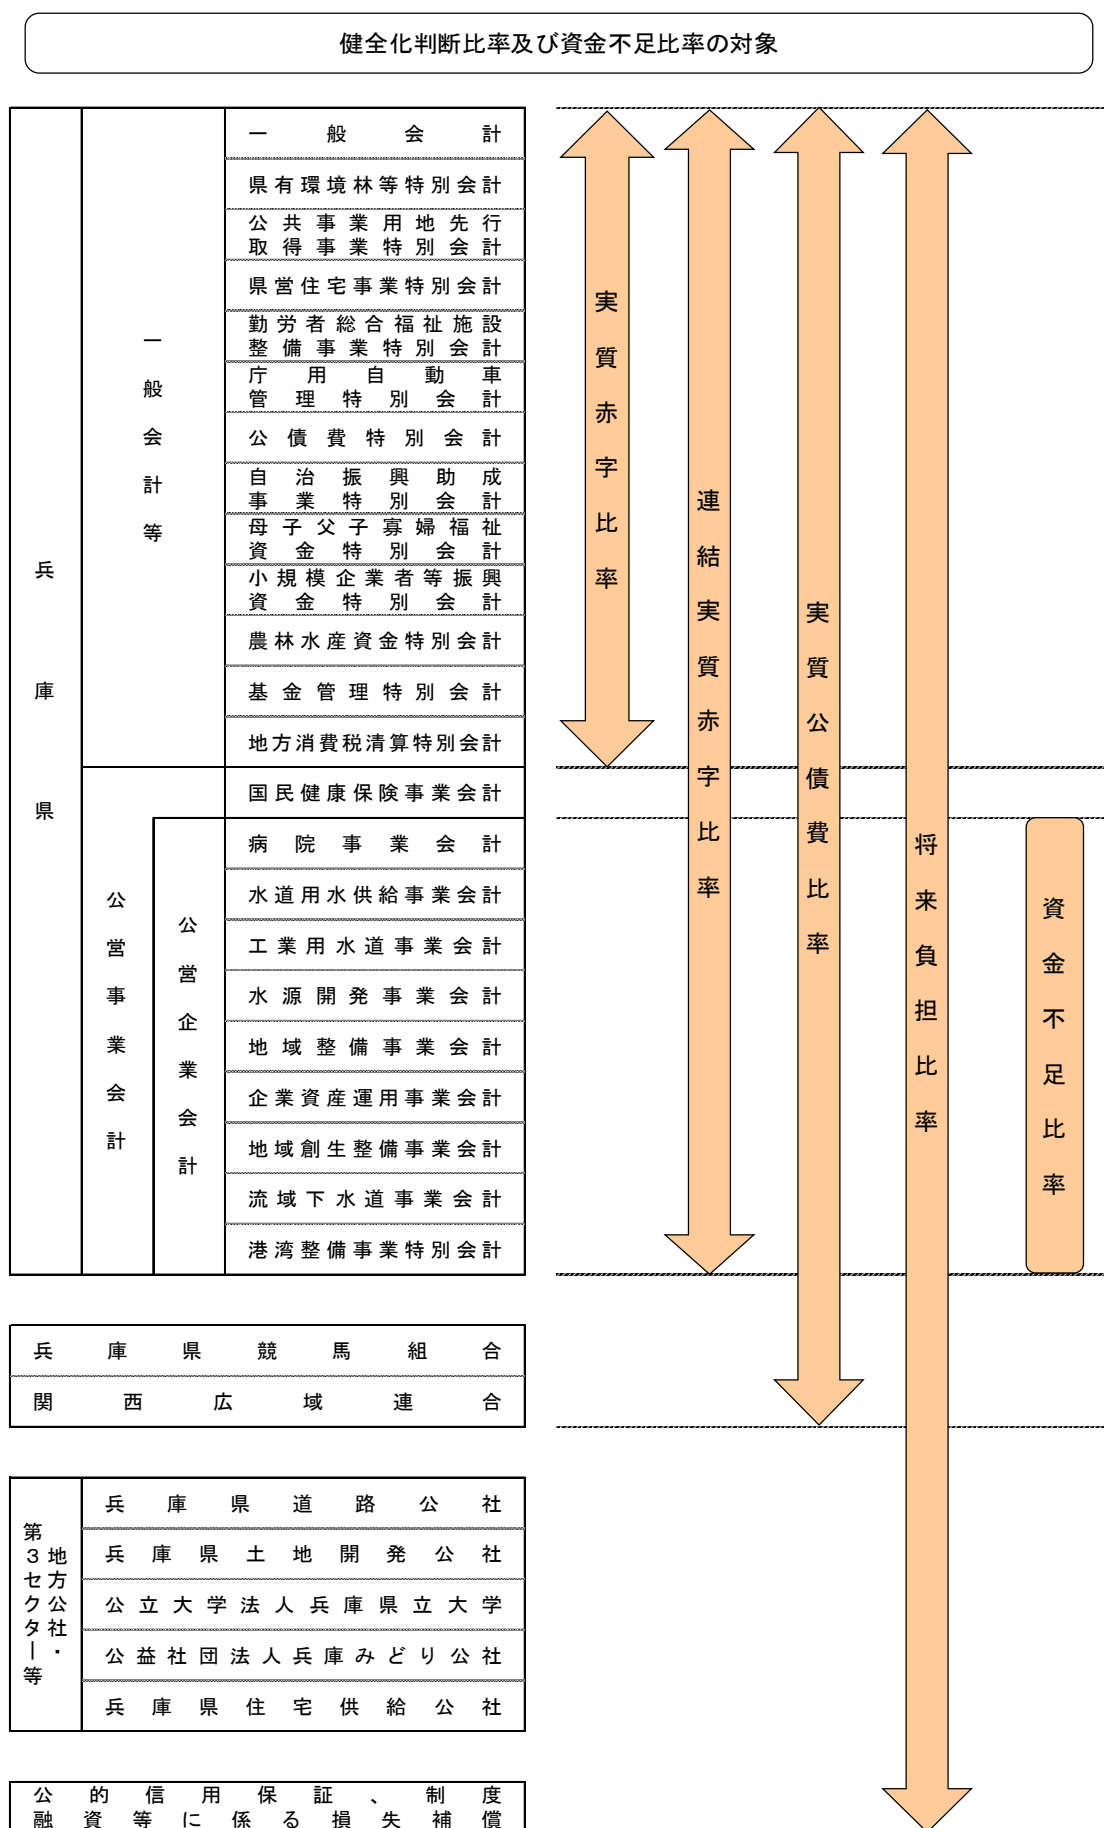 健全化判断比率及び資金不足比率の対象
兵庫県
一般会計等
一般会計
県有環境林等特別会計
公共事業用地先行
取得事業特別会計
県営住宅事業特別会計
勤労者総合福祉施設
整備事業特別会計
庁用自動車
管理特別会計
公債費特別会計
自治振興助成
事業特別会計
母子父子寡婦福祉
資金特別会計
小規模企業者等振興
資金特別会計
農林水産資金特別会計
基金管理特別会計
地方消費税清算特別会計
公営事業会計
国民健康保険事業会計
公営企業会計
病院事業会計
水道用水供給事業会計
工業用水道事業会計
水源開発事業会計
地域整備事業会計
企業資産運用事業会計
地域創生整備事業会計
流域下水道事業会計
港湾整備事業特別会計
実質赤字比率
連結実質赤字比率
実質公債費比率
将来負担比率
資金不足比率
兵庫県競馬組合
関西広域連合
地方公社・
第3セクター等
兵庫県道路公社
兵庫県土地開発公社
公立大学法人兵庫県立大学
公益社団法人兵庫みどり公社
兵庫県住宅供給公社
公的信用保証、制度
融資等に係る損失補償